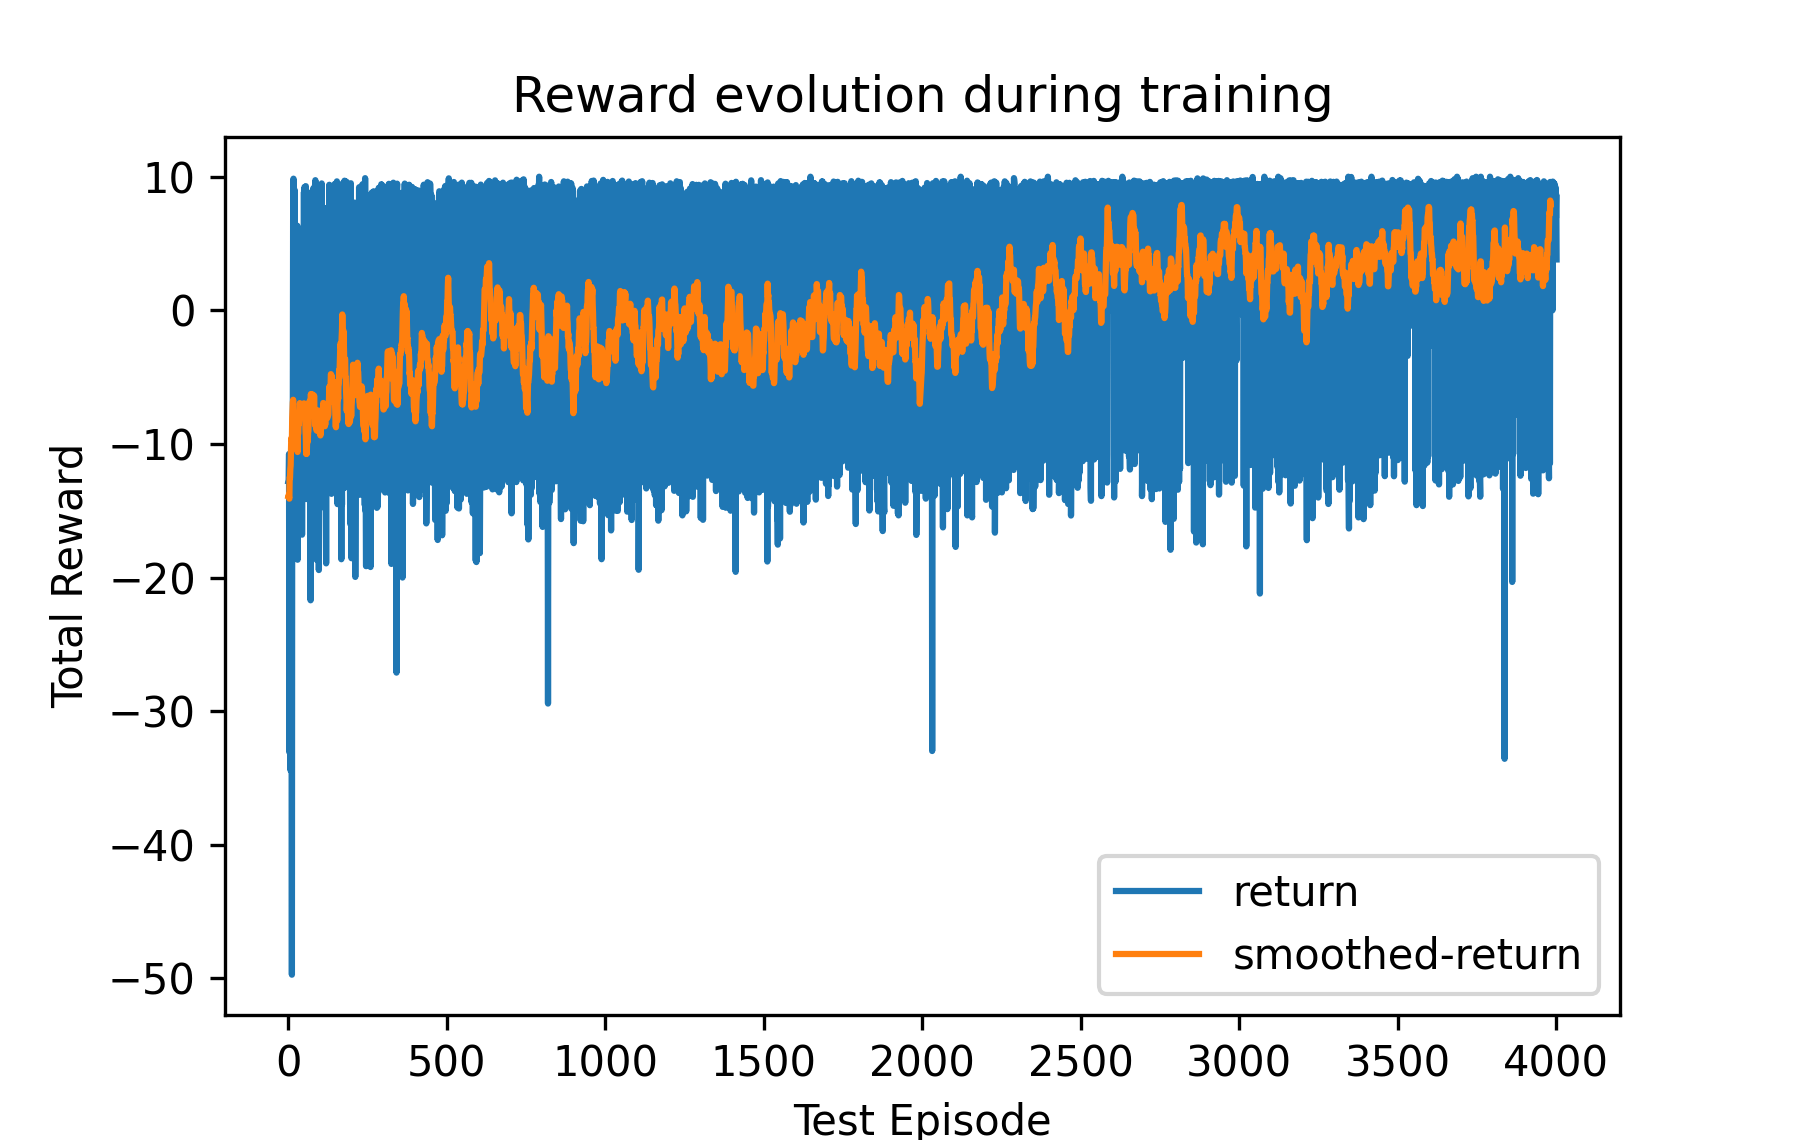 Reward evolution during training
10
0
−10
−20
−30
−40
−50
Total Reward
return
smoothed-return
0 500 1000 1500 2000 2500 3000 3500 4000
Test Episode